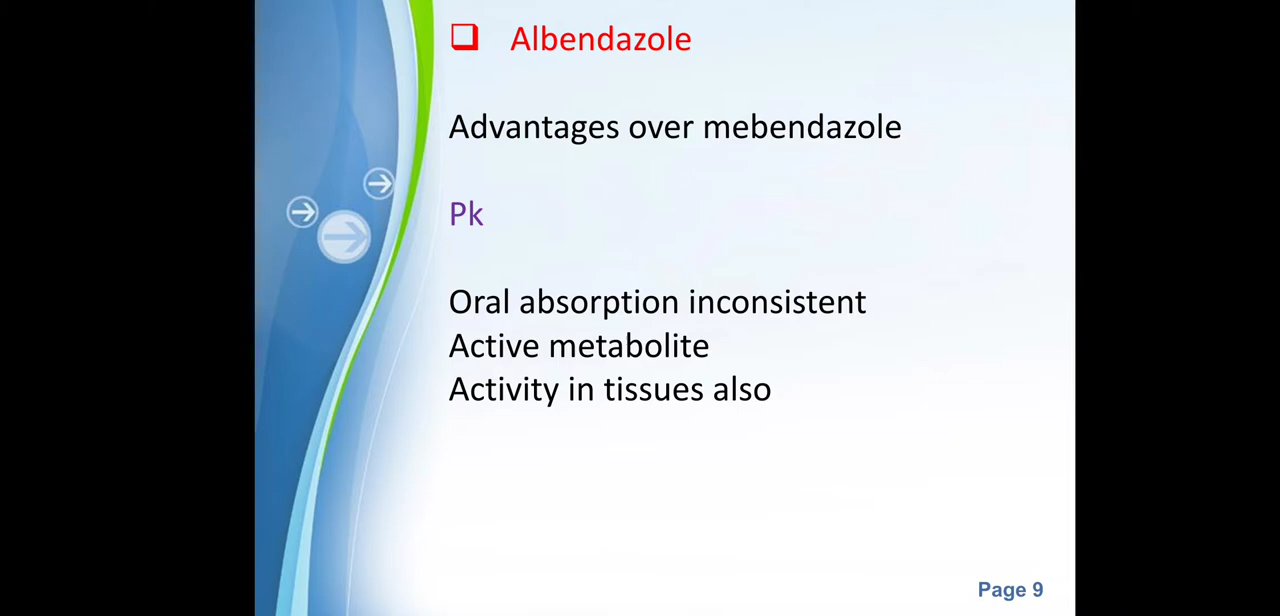 ❑ Albendazole
Advantages over mebendazole
Pk
Oral absorption inconsistent
Active metabolite
Activity in tissues also
Page 9